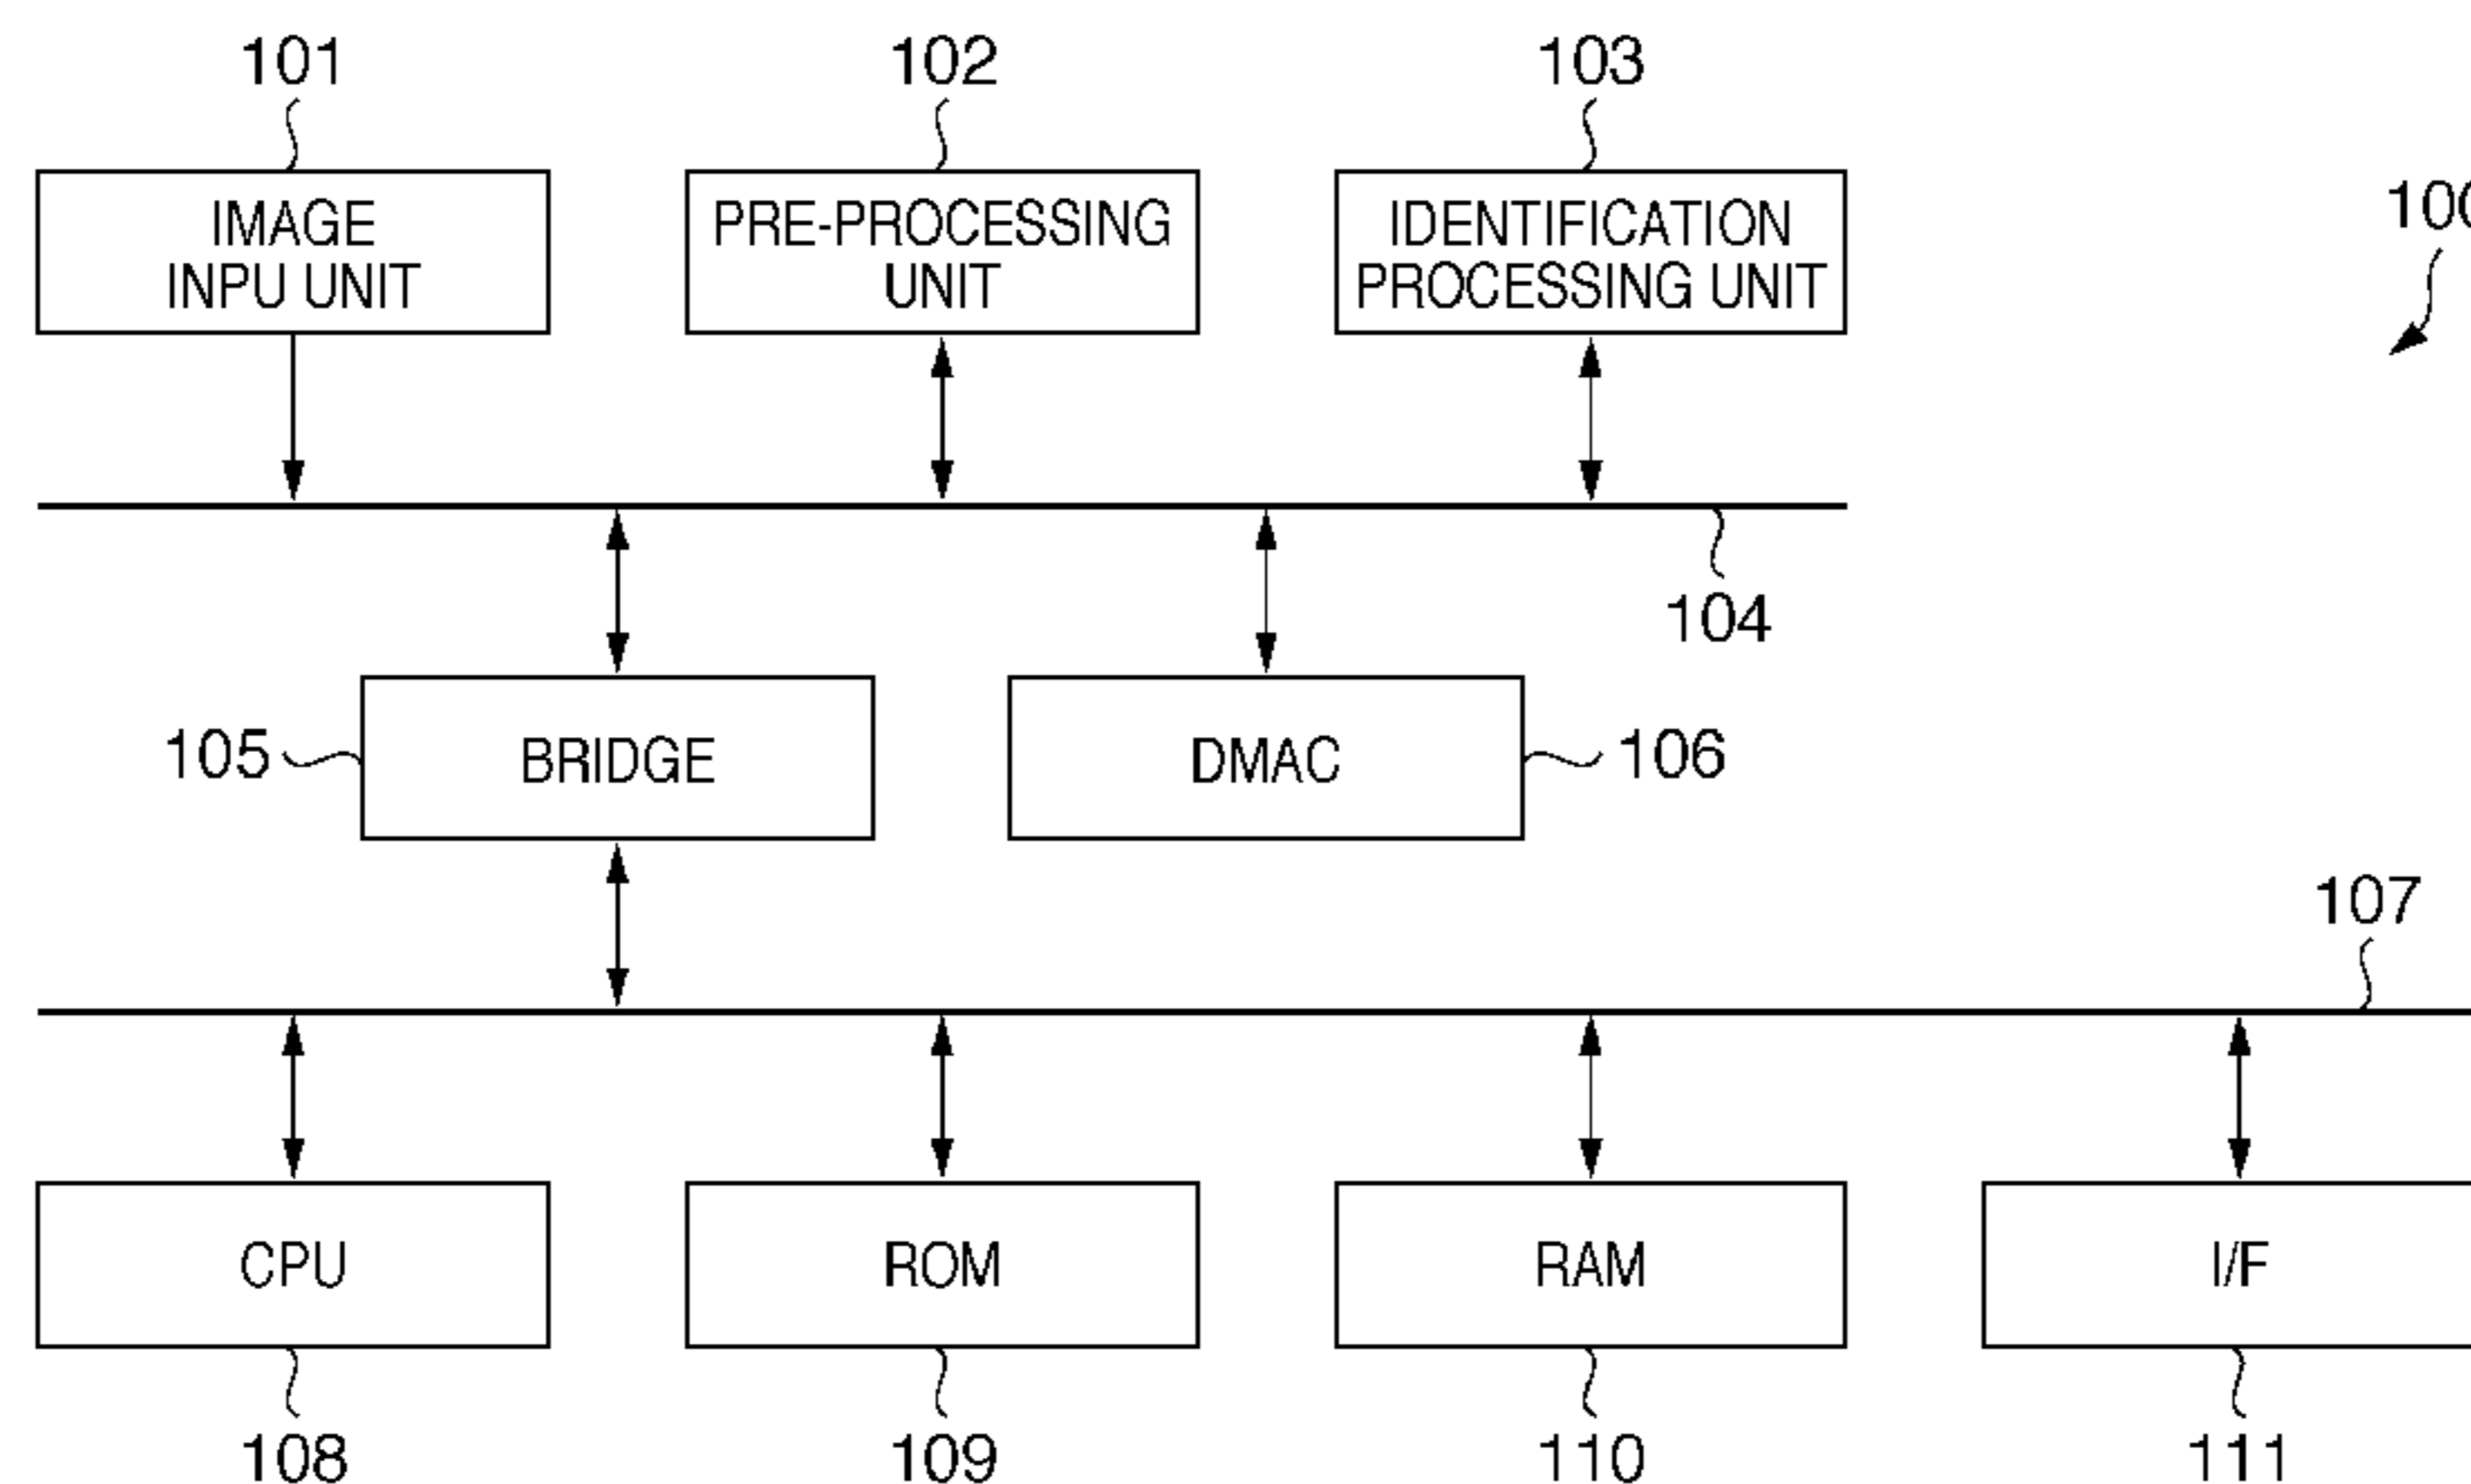 101
102
103
IMAGE
INPU UNIT
PRE-PROCESSING
UNIT
IDENTIFICATION
PROCESSING UNIT
100
104
105
BRIDGE
DMAC
106
107
CPU
ROM
RAM
I/F
108
109
110
111